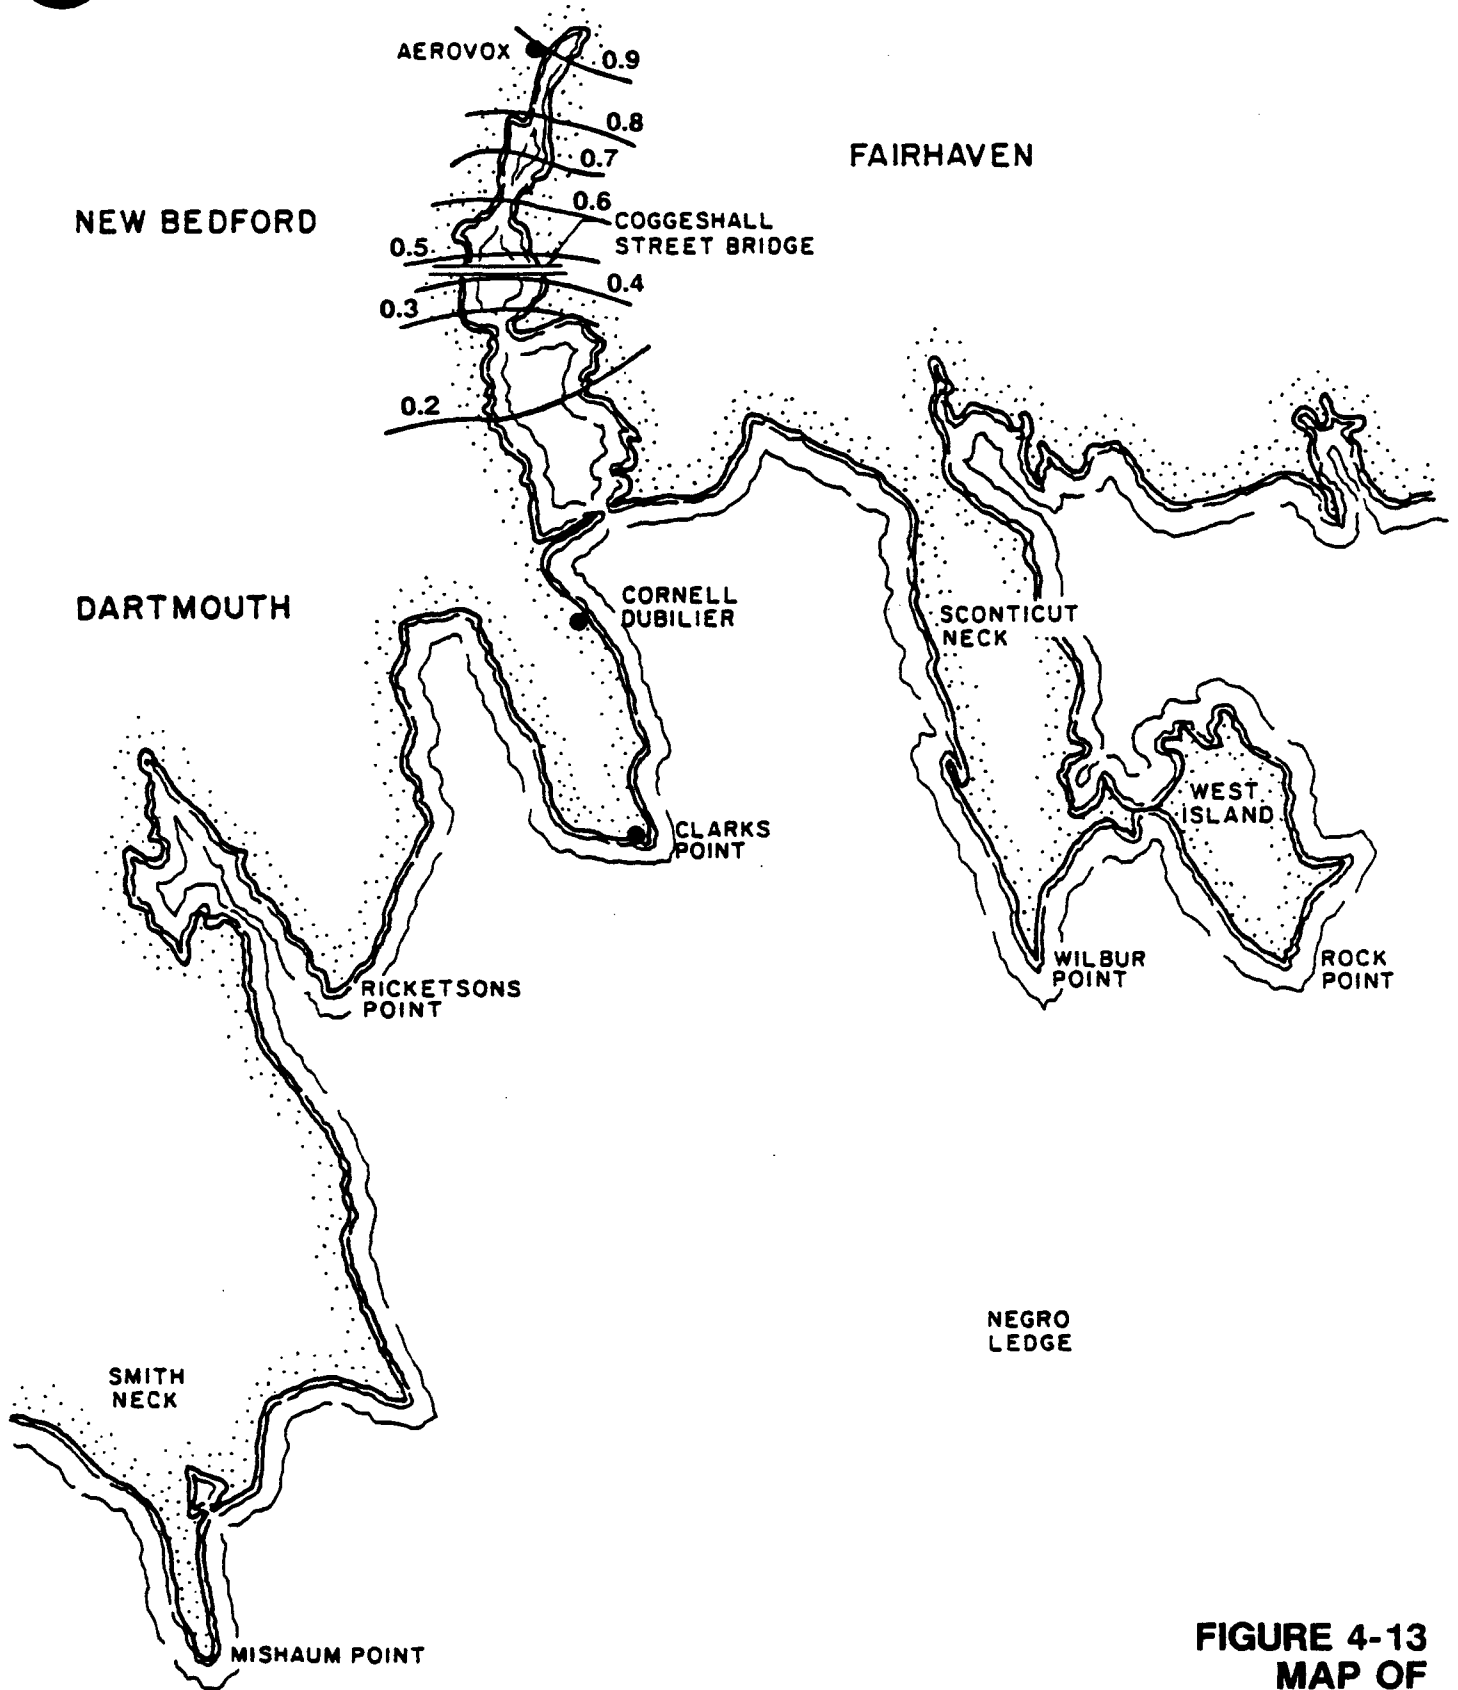 AEROVOX
0.9
0.8
FAIRHAVEN
0.7
0.6
NEW BEDFORD
COGGESHALL
STREET BRIDGE
0.5
0.4
0.3
0.2
CORNELL
DUBILIER
DARTMOUTH
SCONTICUT
NECK
WEST
ISLAND
CLARKS
POINT
WILBUR
POINT
ROCK
POINT
RICKETSONS
POINT
NEGRO
LEDGE
SMITH
NECK
MISHAUM POINT
FIGURE 4-13
MAP OF